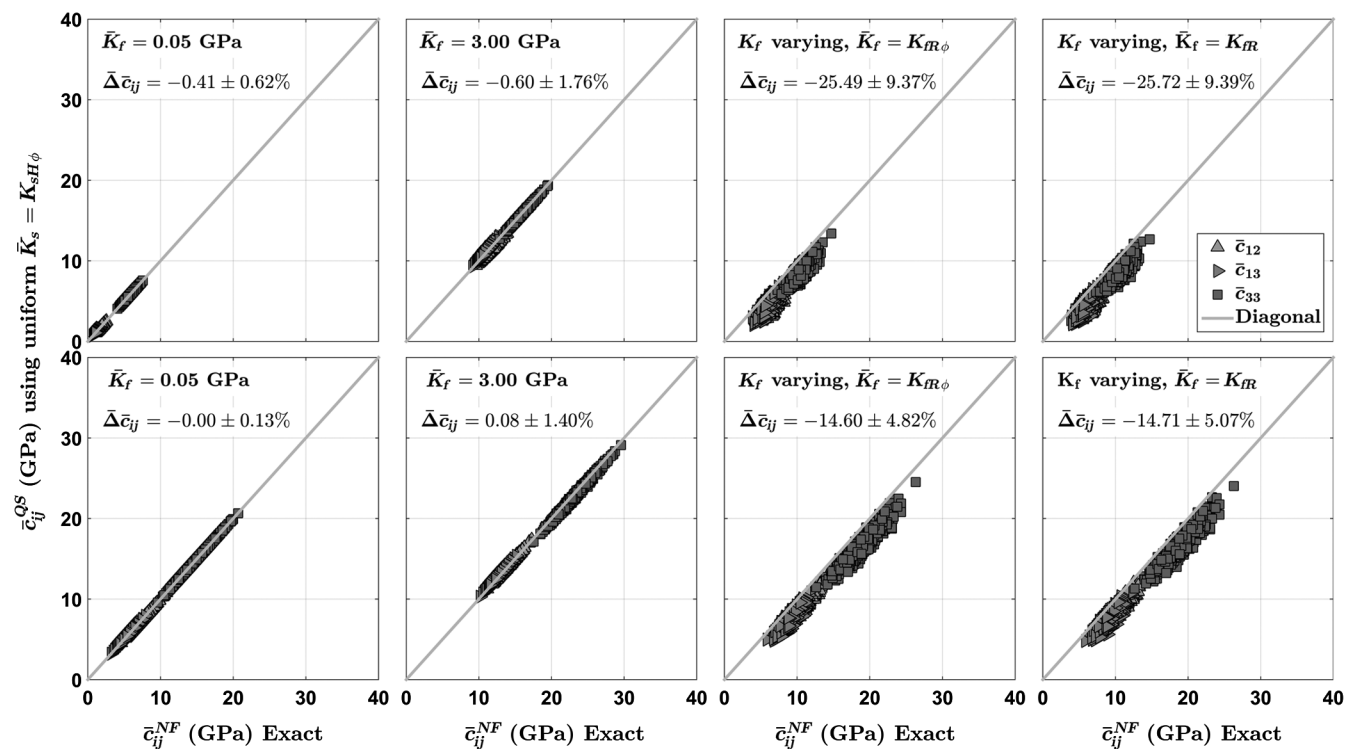 40
30
20
10
0
K̄f = 0.05 GPa
Δ̄c̄ij = −0.41 ± 0.62%
K̄f = 3.00 GPa
Δ̄c̄ij = −0.60 ± 1.76%
Kf varying, K̄f = KfRϕ
Δ̄c̄ij = −25.49 ± 9.37%
Kf varying, K̄f = KfR
Δ̄c̄ij = −25.72 ± 9.39%
c̄12
c̄13
c̄33
Diagonal
c̄ij^QS (GPa) using uniform K̄s = KsHϕ
40
30
20
10
0
K̄f = 0.05 GPa
Δ̄c̄ij = −0.00 ± 0.13%
K̄f = 3.00 GPa
Δ̄c̄ij = 0.08 ± 1.40%
Kf varying, K̄f = KfRϕ
Δ̄c̄ij = −14.60 ± 4.82%
Kf varying, K̄f = KfR
Δ̄c̄ij = −14.71 ± 5.07%
0 10 20 30 40 0 10 20 30 40 0 10 20 30 40 0 10 20 30 40
c̄ij^NF (GPa) Exact
c̄ij^NF (GPa) Exact
c̄ij^NF (GPa) Exact
c̄ij^NF (GPa) Exact